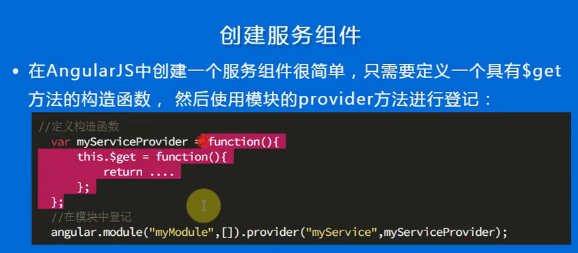 创建服务组件
• 在AngularJS中创建一个服务组件很简单，只需要定义一个具有$get
方法的构造函数， 然后使用模块的provider方法进行登记：
//定义构造函数
var myServiceProvider = function(){
this.$get = function(){
return ....
};
};
//在模块中登记
angular.module("myModule",[]).provider("myService",myServiceProvider);